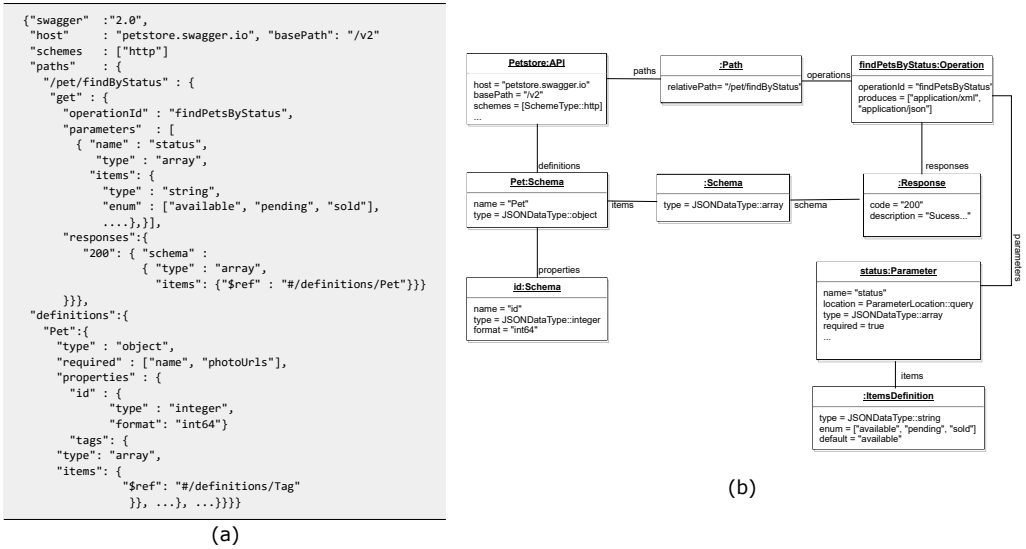 {"swagger" :"2.0",
"host" : "petstore.swagger.io", "basePath": "/v2"
"schemes : ["http"]
"paths" : {
"/pet/findByStatus" : {
"get" : {
"operationId" : "findPetsByStatus",
"parameters" : [
{ "name" : "status",
"type" : "array",
"items": {
"type" : "string",
"enum" : ["available", "pending", "sold"],
....},}],
"responses":{
"200": { "schema" :
{ "type" : "array",
"items": {"$ref" : "#/definitions/Pet"}}}
}}},
"definitions":{
"Pet":{
"type" : "object",
"required" : ["name", "photoUrls"],
"properties" : {
"id" : {
"type" : "integer",
"format": "int64"}
"tags": {
"type": "array",
"items": {
"$ref": "#/definitions/Tag"
}}, ...}, ...}}}}
(a)
Petstore:API
host = "petstore.swagger.io"
basePath = "/v2"
schemes = [SchemeType::http]
...
paths
:Path
relativePath= "/pet/findByStatus"
operations
findPetsByStatus:Operation
operationId = "findPetsByStatus"
produces = ["application/xml",
"application/json"]
definitions
responses
parameters
Pet:Schema
name = "Pet"
type = JSONDataType::object
items
:Schema
type = JSONDataType::array
schema
:Response
code = "200"
description = "Sucess..."
properties
id:Schema
name = "id"
type = JSONDataType::integer
format = "int64"
status:Parameter
name= "status"
location = ParameterLocation::query
type = JSONDataType::array
required = true
...
items
:ItemsDefinition
type = JSONDataType::string
enum = ["available", "pending", "sold"]
default = "available"
(b)